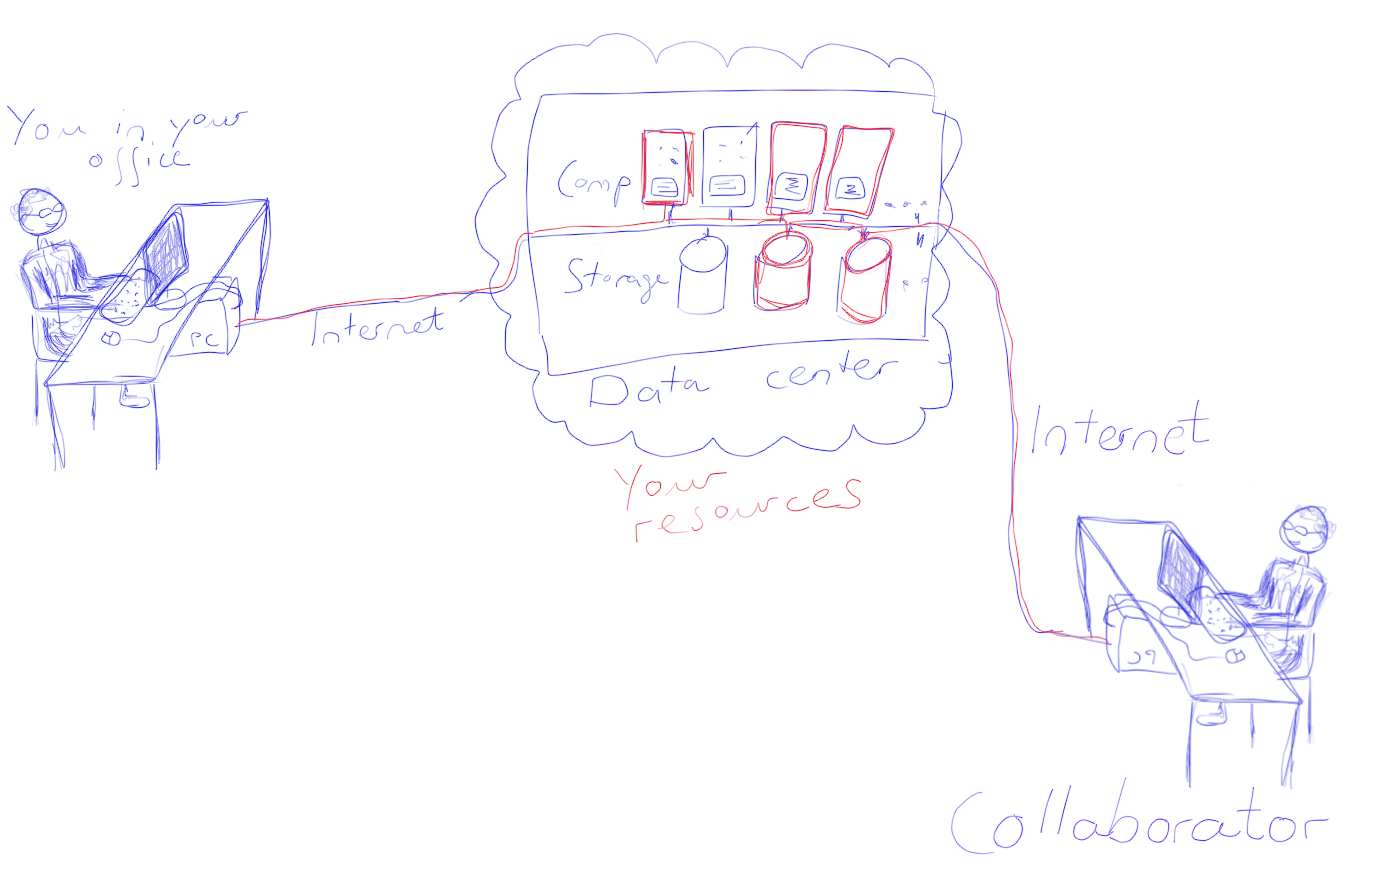 You in your
office
PC
Internet
Comp
Storage
Data center
Your
resources
Internet
PC
Collaborator